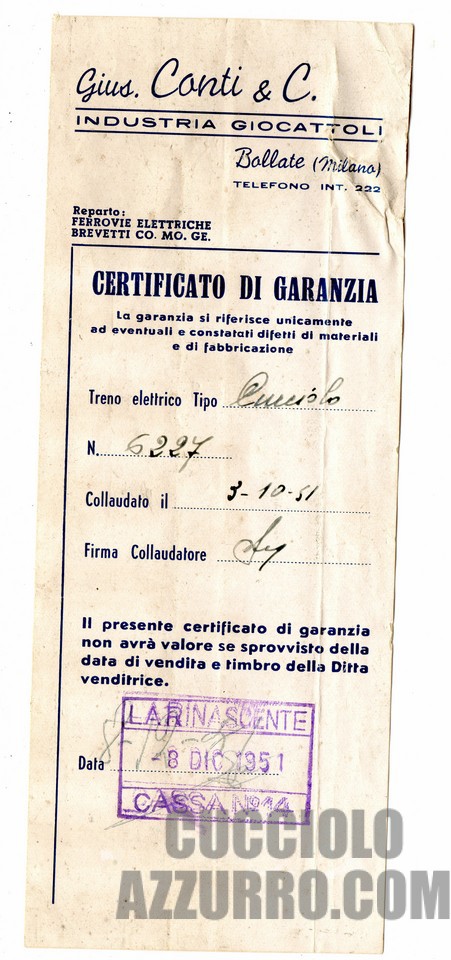 Gius. Conti & C.
INDUSTRIA GIOCATTOLI
Bollate (Milano)
TELEFONO INT. 222
Reparto:
FERROVIE ELETTRICHE
BREVETTI CO. MO. GE.
CERTIFICATO DI GARANZIA
La garanzia si riferisce unicamente
ad eventuali e constatati difetti di materiali
e di fabbricazione
Treno elettrico Tipo Cucciolo
N. 6227
Collaudato il 3-10-51
Firma Collaudatore
Il presente certificato di garanzia
non avrà valore se sprovvisto della
data di vendita e timbro della Ditta
venditrice.
LA RINASCENTE
Data -8 DIC 1951
CASSA Nº 14
CUCCIOLO
AZZURRO.COM